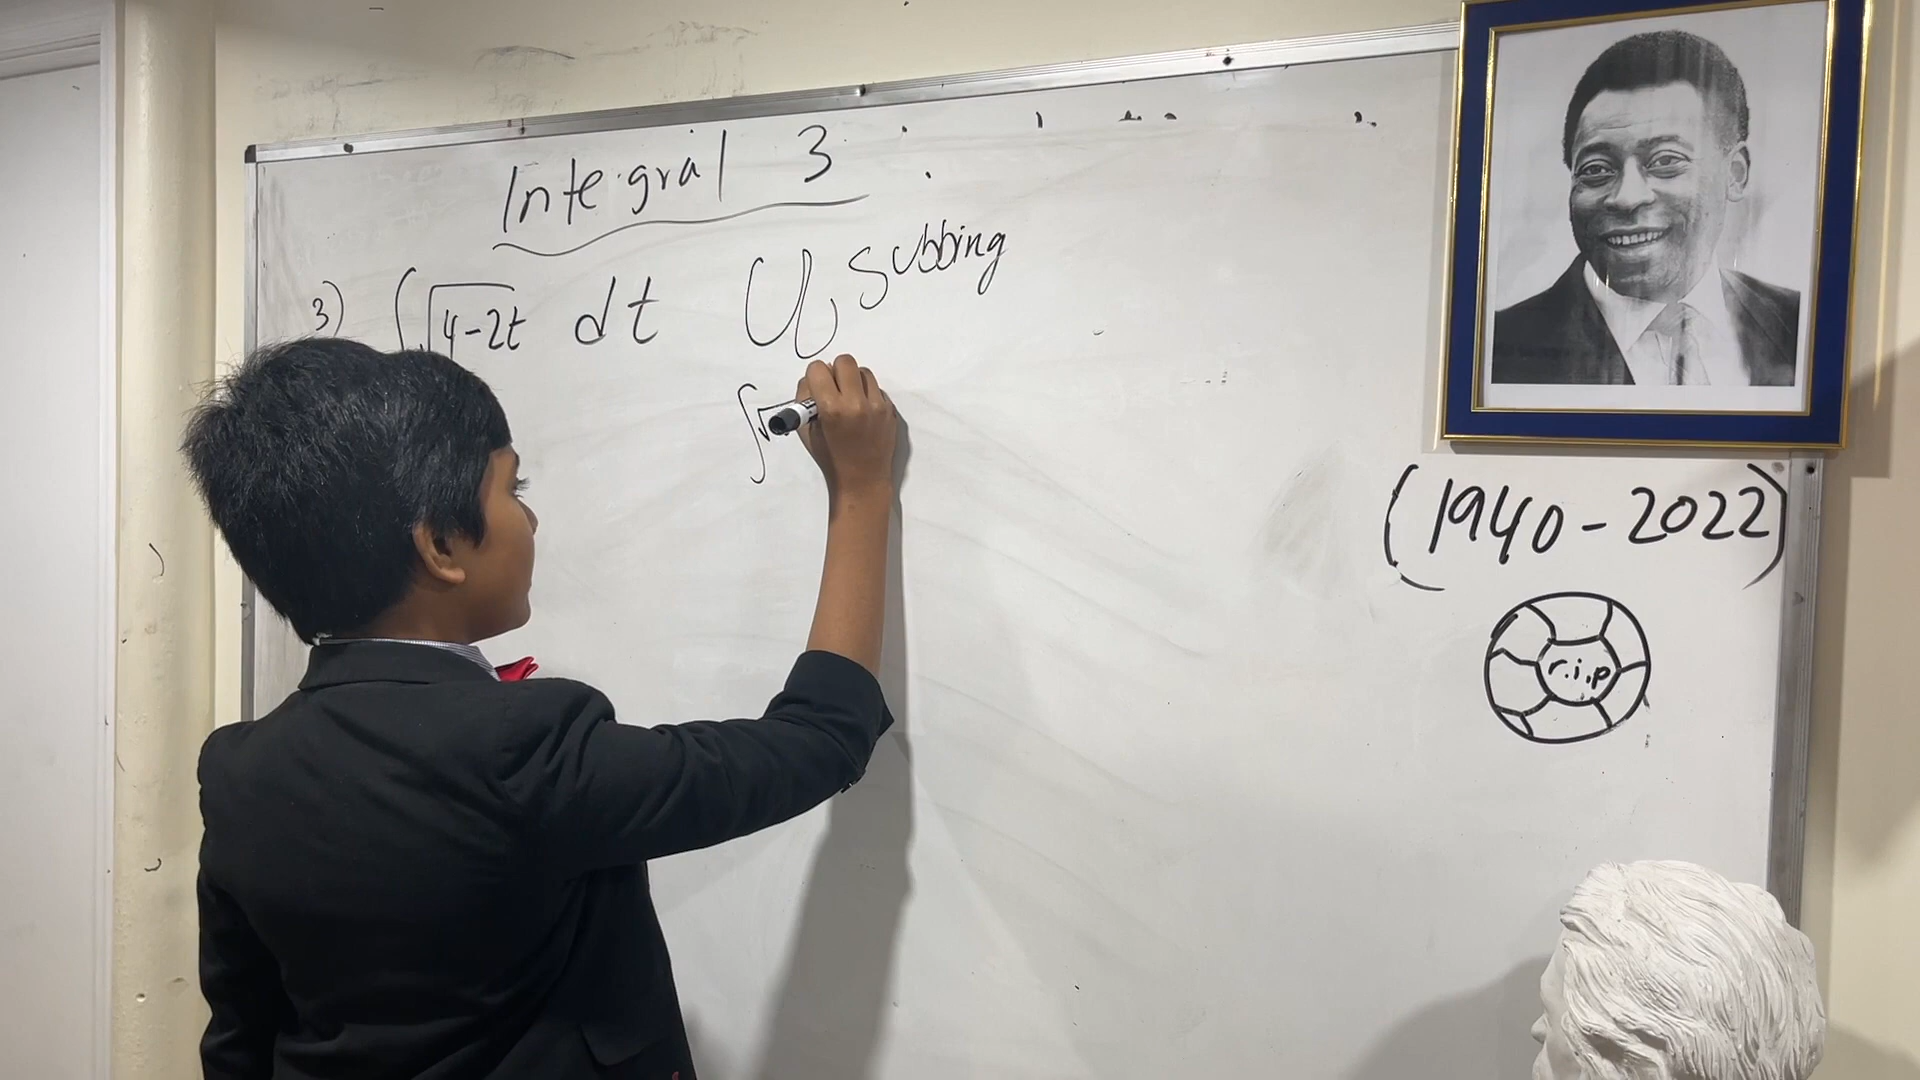 Integral 3
3) ∫√4-2t dt U Subbing
∫√
(1940-2022)
r.i.p